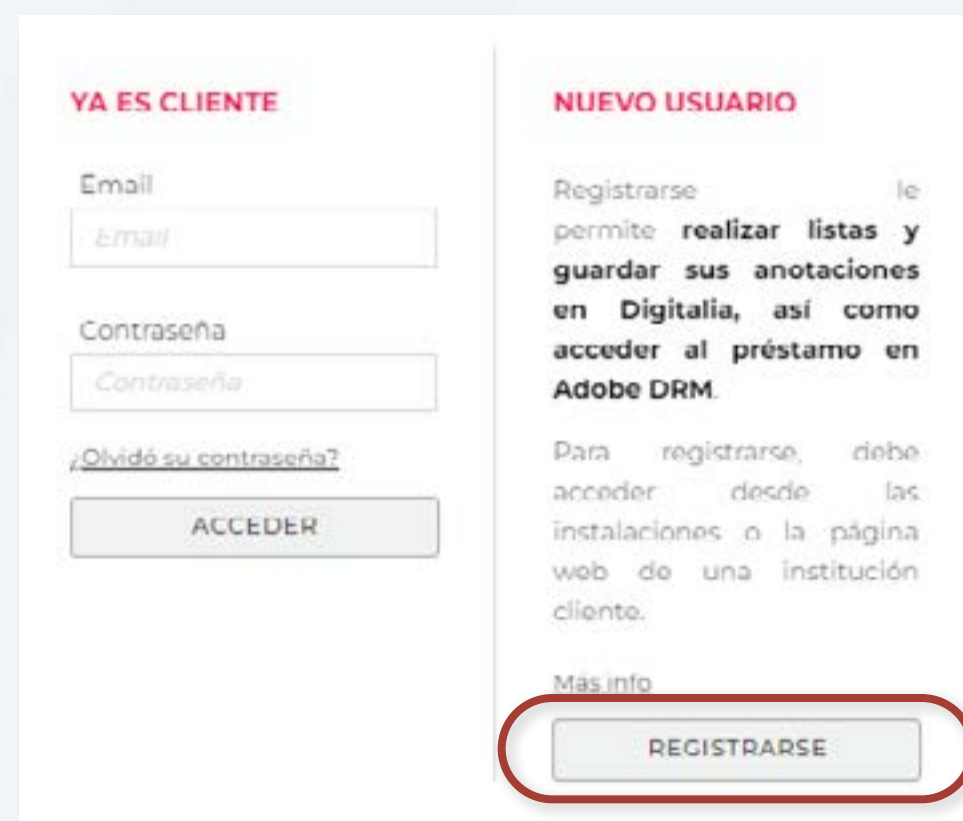 YA ES CLIENTE
Email
Email
Contraseña
Contraseña
¿Olvidó su contraseña?
ACCEDER
NUEVO USUARIO
Registrarse le
permite realizar listas y
guardar sus anotaciones
en Digitalia, así como
acceder al préstamo en
Adobe DRM.
Para registrarse, debe
acceder desde las
instalaciones o la página
web de una institución
cliente.
Más info
REGISTRARSE